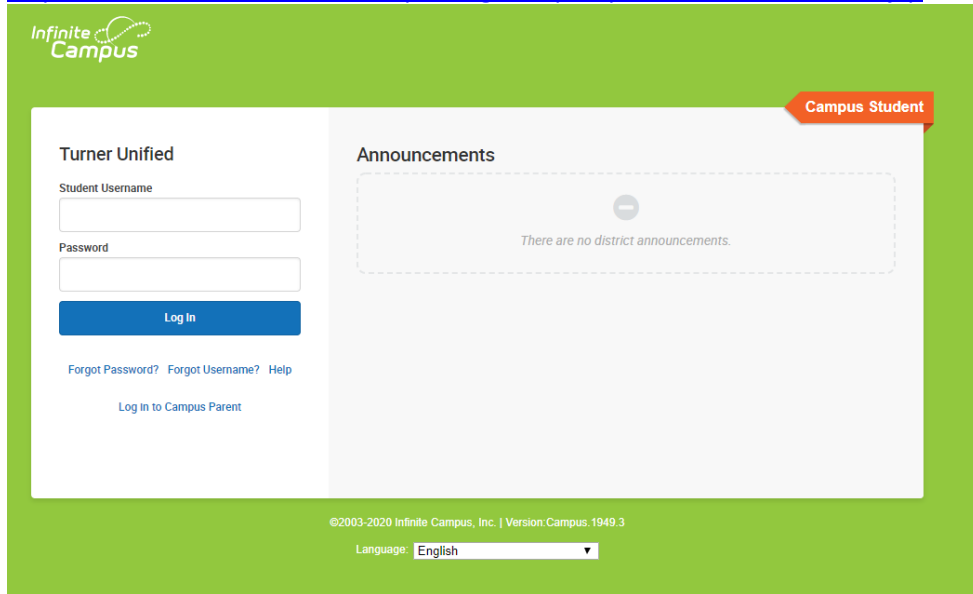 Infinite
Campus
Campus Student
Turner Unified
Student Username
Password
Log In
Forgot Password? Forgot Username? Help
Log in to Campus Parent
Announcements
There are no district announcements.
©2003-2020 Infinite Campus, Inc. | Version:Campus.1949.3
Language: English